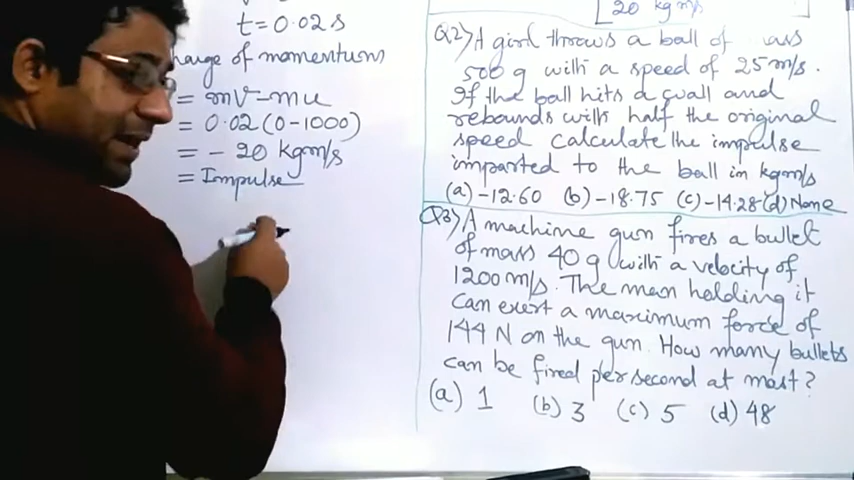 t = 0.02 s
hange of momentum
= mv - mu
= 0.02 (0 - 1000)
= - 20 kgm/s
= Impulse
20 kg m/s
Q2> A girl throws a ball of ass
500 g with a speed of 25 m/s.
If the ball hits a wall and
rebounds with half the original
speed calculate the impulse
imparted to the ball in kgm/s
(a) -12.60 (b) -18.75 (c) -14.28 (d) None
Q3> A machine gun fires a bullet
of mass 40 g with a velocity of
1200 m/s. The man holding it
can exert a maximum force of
144 N on the gun. How many bullets
can be fired per second at most?
(a) 1 (b) 3 (c) 5 (d) 48